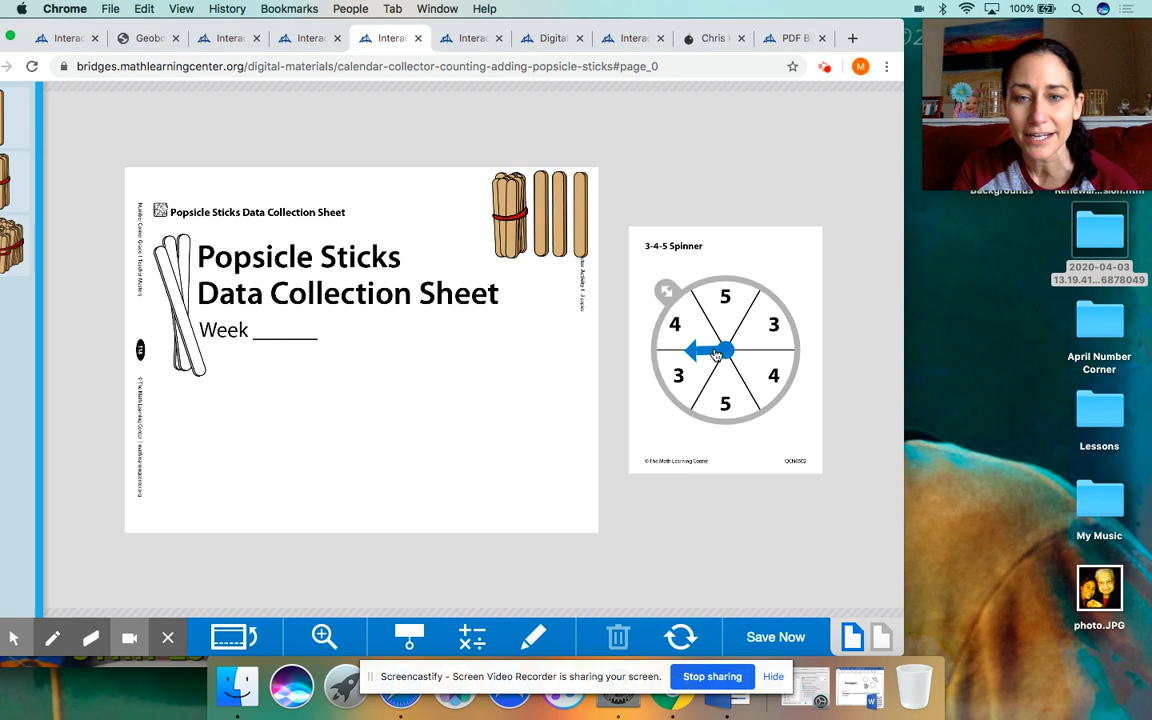 Chrome File Edit View History Bookmarks People Tab Window Help 100%
Interac Geobo Interac Interac Interac Interac Digital Interac Chris PDF B
bridges.mathlearningcenter.org/digital-materials/calendar-collector-counting-adding-popsicle-sticks#page_0
M
Popsicle Sticks Data Collection Sheet
Popsicle Sticks
Data Collection Sheet
Week ______
3-4-5 Spinner
5
4 3
3 4
5
© The Math Learning Center QCN6502
2020-04-03
13.19.41...6878049
April Number
Corner
Lessons
My Music
photo.JPG
Save Now
Screencastify - Screen Video Recorder is sharing your screen. Stop sharing Hide